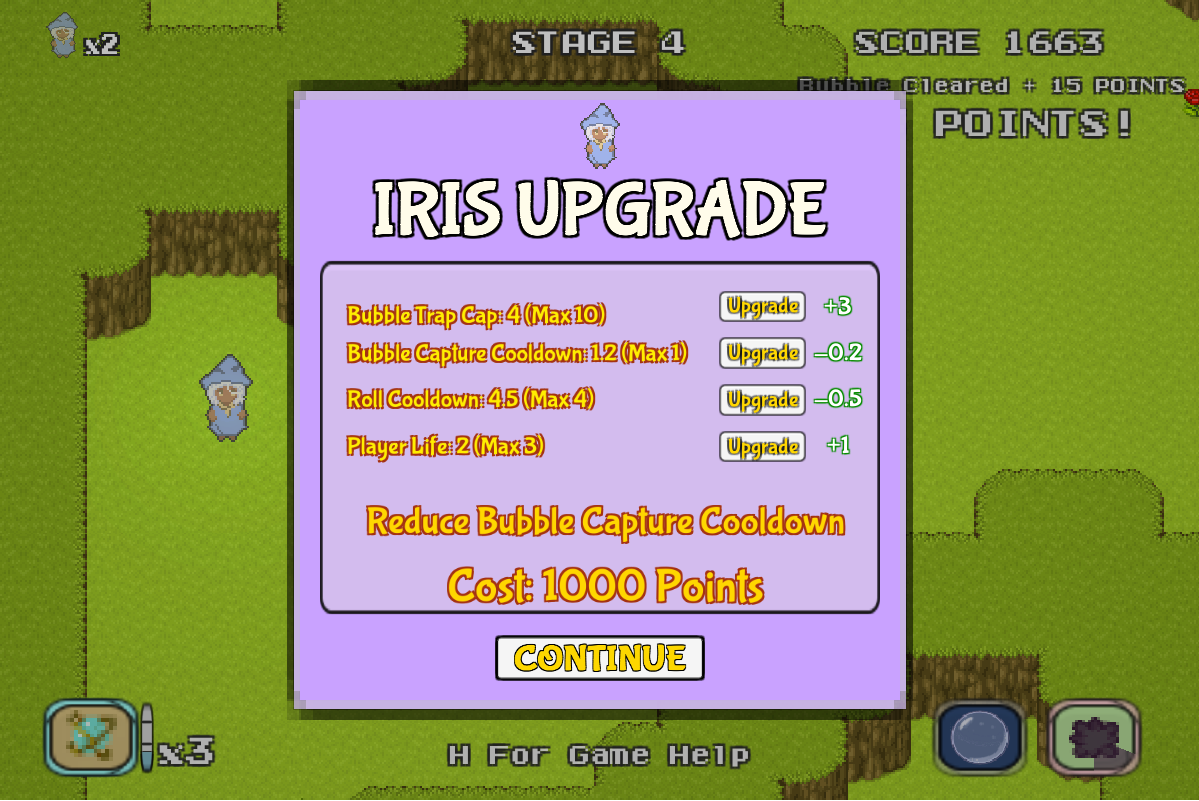 x2
STAGE 4
SCORE 1663
Bubble Cleared + 15 POINTS
POINTS!
IRIS UPGRADE
Bubble Trap Cap: 4 (Max 10) Upgrade +3
Bubble Capture Cooldown: 1.2 (Max 1) Upgrade -0.2
Roll Cooldown: 4.5 (Max 4) Upgrade -0.5
Player Life: 2 (Max 3) Upgrade +1
Reduce Bubble Capture Cooldown
Cost: 1000 Points
CONTINUE
x3
H For Game Help